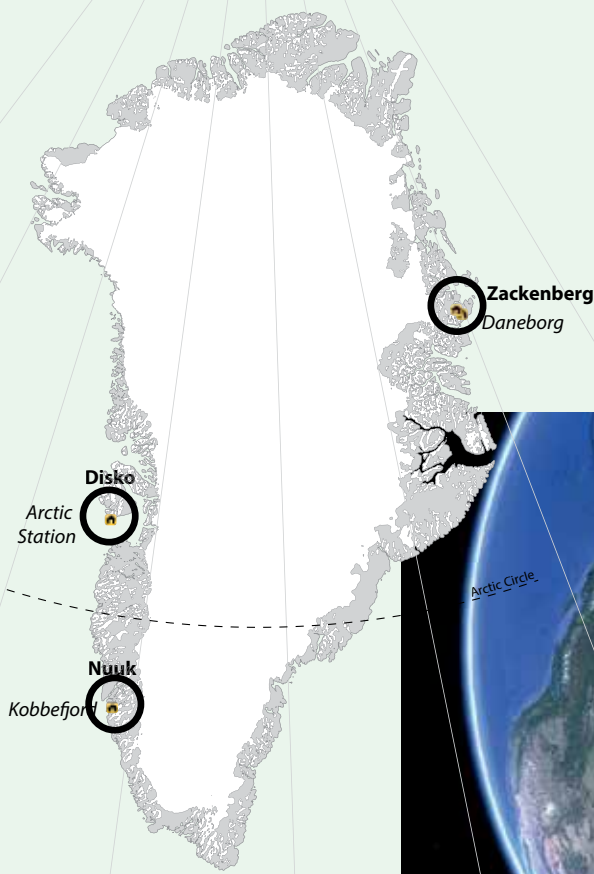 Zackenberg
Daneborg
Disko
Arctic
Station
Arctic Circle
Nuuk
Kobbefjord